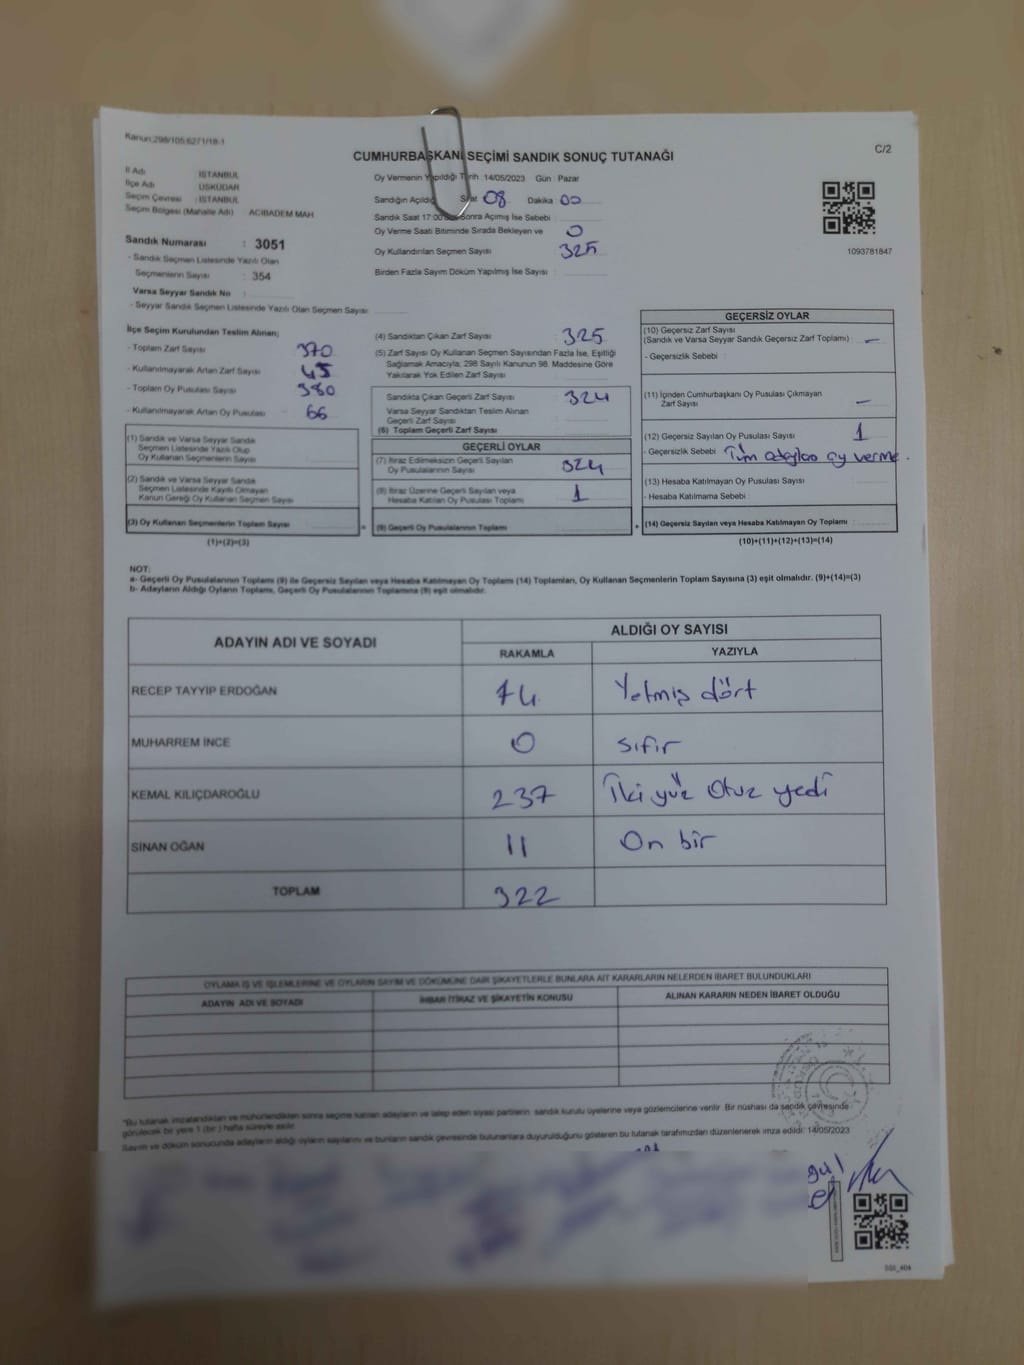 Kanun:298/105;6271/18-1
CUMHURBAŞKANI SEÇİMİ SANDIK SONUÇ TUTANAĞI
C/2
İl Adı : İSTANBUL
İlçe Adı : ÜSKÜDAR
Seçim Çevresi : İSTANBUL
Seçim Bölgesi (Mahalle Adı) : ACIBADEM MAH.
Sandık Numarası : 3051
- Sandık Seçmen Listesinde Yazılı Olan
Seçmenlerin Sayısı : 354
Varsa Seyyar Sandık No :
- Seyyar Sandık Seçmen Listesinde Yazılı Olan Seçmen Sayısı :
Oy Vermenin Yapıldığı Tarih : 14/05/2023 Gün : Pazar
Sandığın Açıldığı Saat 08 Dakika 00
Sandık Saat 17:00'den Sonra Açılmış İse Sebebi :
Oy Verme Saati Bitiminde Sırada Bekleyen ve 0
Oy Kullandırılan Seçmen Sayısı 325
Birden Fazla Sayım Döküm Yapılmış İse Sayısı :
1093781847
İlçe Seçim Kurulundan Teslim Alınan;
- Toplam Zarf Sayısı : 370
- Kullanılmayarak Artan Zarf Sayısı : 45
- Toplam Oy Pusulası Sayısı : 380
- Kullanılmayarak Artan Oy Pusulası : 66
(1) Sandık ve Varsa Seyyar Sandık
Seçmen Listesinde Yazılı Olup
Oy Kullanan Seçmenlerin Sayısı :
(2) Sandık ve Varsa Seyyar Sandık
Seçmen Listesinde Kayıtlı Olmayan
Kanun Gereği Oy Kullanan Seçmen Sayısı :
(3) Oy Kullanan Seçmenlerin Toplam Sayısı :
(1)+(2)=(3)
(4) Sandıktan Çıkan Zarf Sayısı : 325
(5) Zarf Sayısı Oy Kullanan Seçmen Sayısından Fazla İse, Eşitliği
Sağlamak Amacıyla, 298 Sayılı Kanunun 98. Maddesine Göre
Yakılarak Yok Edilen Zarf Sayısı :
Sandıkta Çıkan Geçerli Zarf Sayısı : 324
Varsa Seyyar Sandıktan Teslim Alınan
Geçerli Zarf Sayısı :
(6) Toplam Geçerli Zarf Sayısı :
GEÇERLİ OYLAR
(7) İtiraz Edilmeksizin Geçerli Sayılan
Oy Pusulalarının Sayısı : 324
(8) İtiraz Üzerine Geçerli Sayılan veya
Hesaba Katılan Oy Pusulaları Toplamı : 1
(9) Geçerli Oy Pusulalarının Toplamı :
GEÇERSİZ OYLAR
(10) Geçersiz Zarf Sayısı
(Sandık ve Varsa Seyyar Sandık Geçersiz Zarf Toplamı) : –
- Geçersizlik Sebebi :
(11) İçinden Cumhurbaşkanı Oy Pusulası Çıkmayan
Zarf Sayısı : –
(12) Geçersiz Sayılan Oy Pusulası Sayısı : 1
- Geçersizlik Sebebi : Tüm adaylara oy verme.
(13) Hesaba Katılmayan Oy Pusulası Sayısı :
- Hesaba Katılmama Sebebi :
(14) Geçersiz Sayılan veya Hesaba Katılmayan Oy Toplamı :
(10)+(11)+(12)+(13)=(14)
NOT:
a- Geçerli Oy Pusulalarının Toplamı (9) ile Geçersiz Sayılan veya Hesaba Katılmayan Oy Toplamı (14) Toplamları, Oy Kullanan Seçmenlerin Toplam Sayısına (3) eşit olmalıdır. (9)+(14)=(3)
b- Adayların Aldığı Oyların Toplamı, Geçerli Oy Pusulalarının Toplamına (9) eşit olmalıdır.
ADAYIN ADI VE SOYADI
ALDIĞI OY SAYISI
RAKAMLA YAZIYLA
RECEP TAYYİP ERDOĞAN 74 Yetmiş dört
MUHARREM İNCE 0 sıfır
KEMAL KILIÇDAROĞLU 237 İki yüz Otuz yedi
SİNAN OĞAN 11 On bir
TOPLAM 322
OYLAMA İŞ VE İŞLEMLERİNE VE OYLARIN SAYIM VE DÖKÜMÜNE DAİR ŞİKAYETLERLE BUNLARA AİT KARARLARIN NELERDEN İBARET BULUNDUKLARI
ADAYIN ADI VE SOYADI İHBAR İTİRAZ VE ŞİKAYETİN KONUSU ALINAN KARARIN NEDEN İBARET OLDUĞU
"Bu tutanak imzalandıktan ve mühürlendikten sonra seçime katılan adayların ve talep eden siyasi partilerin sandık kurulu üyelerine veya gözlemcilerine verilir. Bir nüshası da sandık çevresinde
görülecek bir yere 1 (bir) hafta süreyle asılır.
Sayım ve döküm sonucunda adayların aldığı oyların sayılarını ve bunların sandık çevresinde bulunanlara duyurulduğunu gösteren bu tutanak tarafımızdan düzenlenerek imza edildi. 14/05/2023